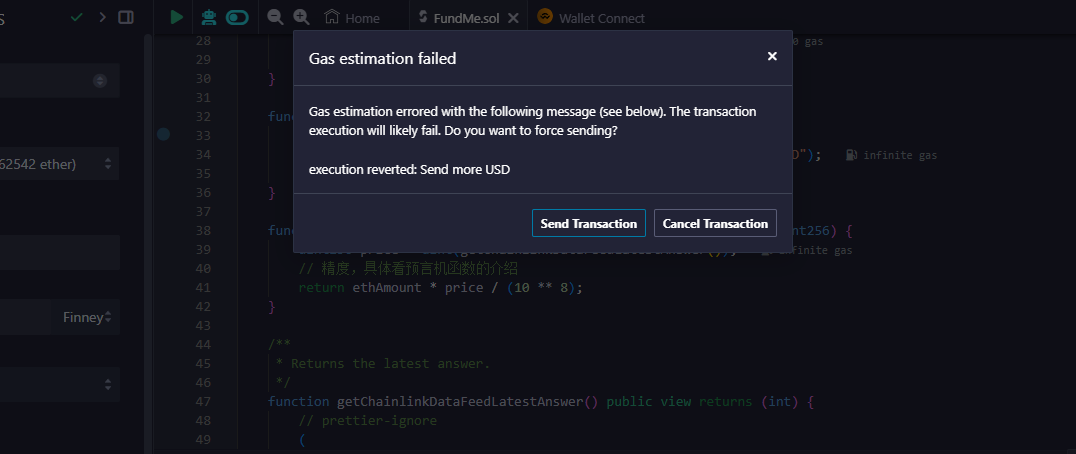 S
Home
FundMe.sol
Wallet Connect
28
gas
29
30 }
31
32 fun
33
62542 ether)
34 D"); infinite gas
35
36 }
37
38 func nt256) {
39 infinite gas
40 // 精度，具体看预言机函数的介绍
41 return ethAmount * price / (10 ** 8);
Finney
42 }
43
44 /**
45 * Returns the latest answer.
46 */
47 function getChainlinkDataFeedLatestAnswer() public view returns (int) {
48 // prettier-ignore
49 (
Gas estimation failed
Gas estimation errored with the following message (see below). The transaction
execution will likely fail. Do you want to force sending?
execution reverted: Send more USD
Send Transaction
Cancel Transaction